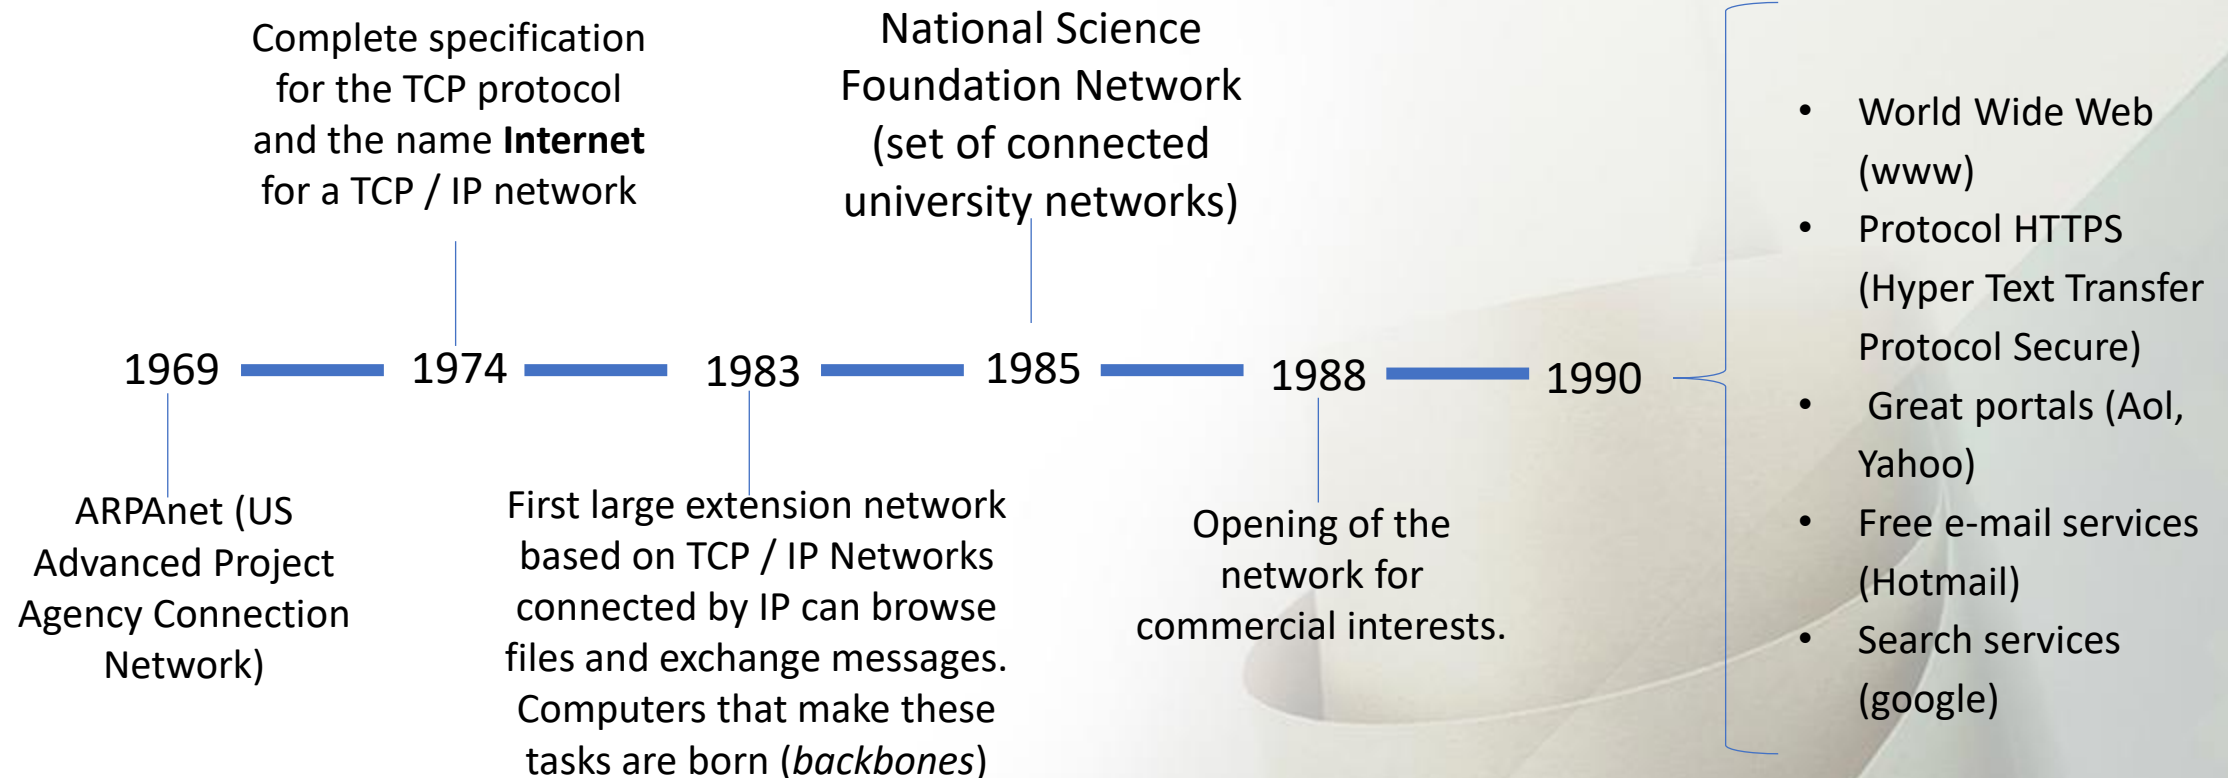 Complete specification
for the TCP protocol
and the name Internet
for a TCP / IP network
National Science
Foundation Network
(set of connected
university networks)
1969
1974
1983
1985
1988
1990
ARPAnet (US
Advanced Project
Agency Connection
Network)
First large extension network
based on TCP / IP Networks
connected by IP can browse
files and exchange messages.
Computers that make these
tasks are born (backbones)
Opening of the
network for
commercial interests.
• World Wide Web
(www)
• Protocol HTTPS
(Hyper Text Transfer
Protocol Secure)
• Great portals (Aol,
Yahoo)
• Free e-mail services
(Hotmail)
• Search services
(google)